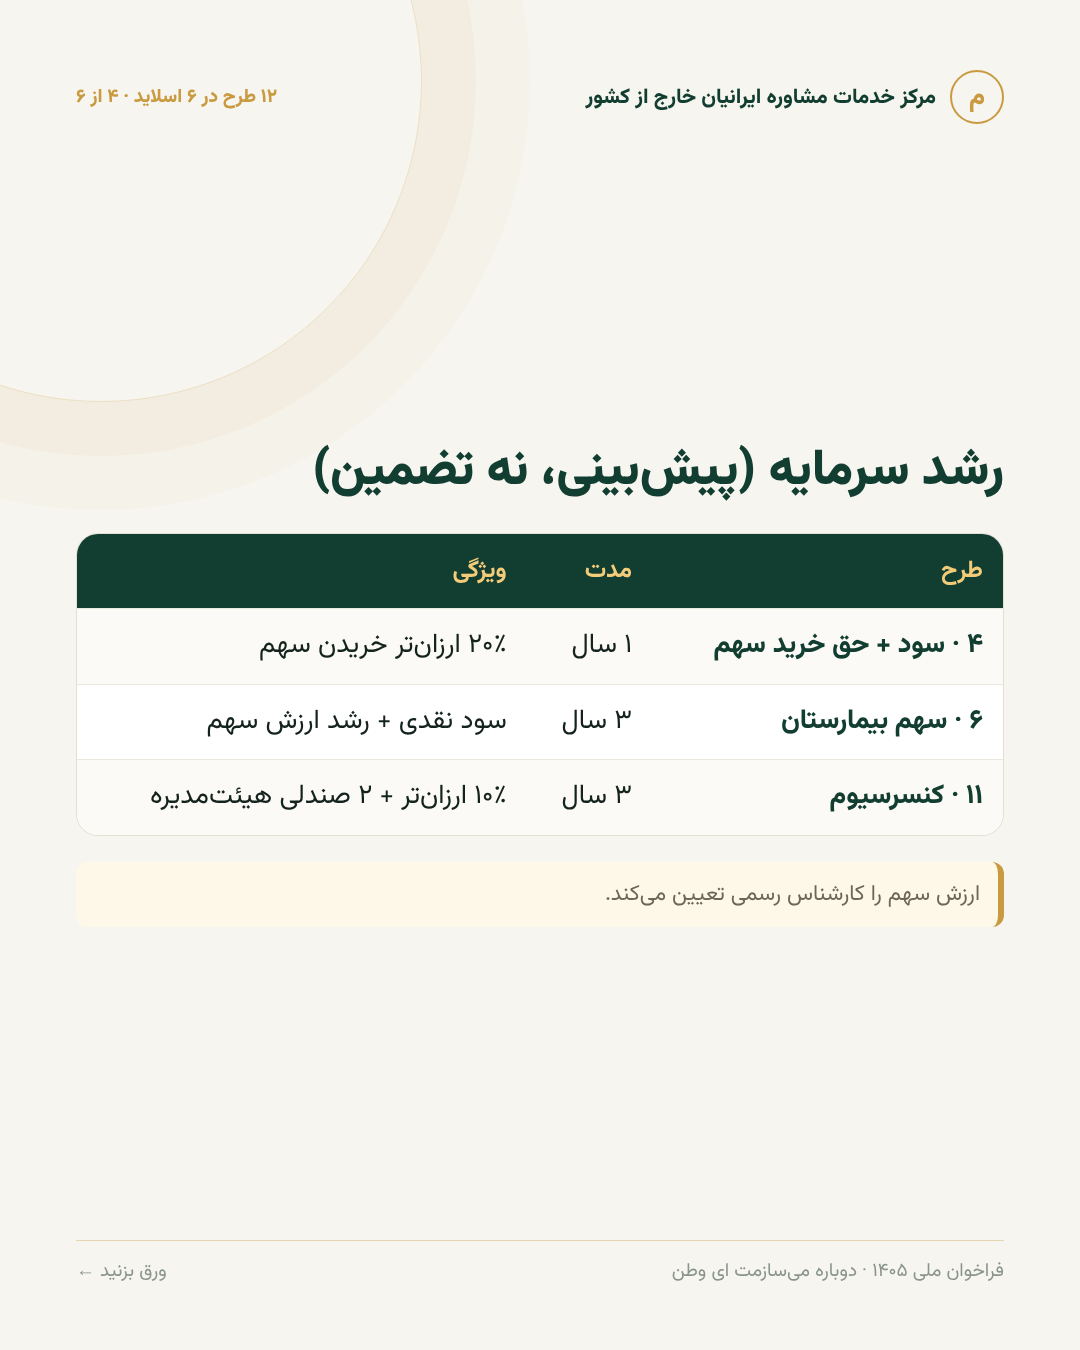 م
مرکز خدمات مشاوره ایرانیان خارج از کشور
۱۲ طرح در ۶ اسلاید · ۴ از ۶
رشد سرمایه (پیش‌بینی، نه تضمین)
طرح مدت ویژگی
۴ · سود + حق خرید سهم ۱ سال ۲۰٪ ارزان‌تر خریدن سهم
۶ · سهم بیمارستان ۳ سال سود نقدی + رشد ارزش سهم
۱۱ · کنسرسیوم ۳ سال ۱۰٪ ارزان‌تر + ۲ صندلی هیئت‌مدیره
ارزش سهم را کارشناس رسمی تعیین می‌کند.
فراخوان ملی ۱۴۰۵ · دوباره می‌سازمت ای وطن
ورق بزنید ←